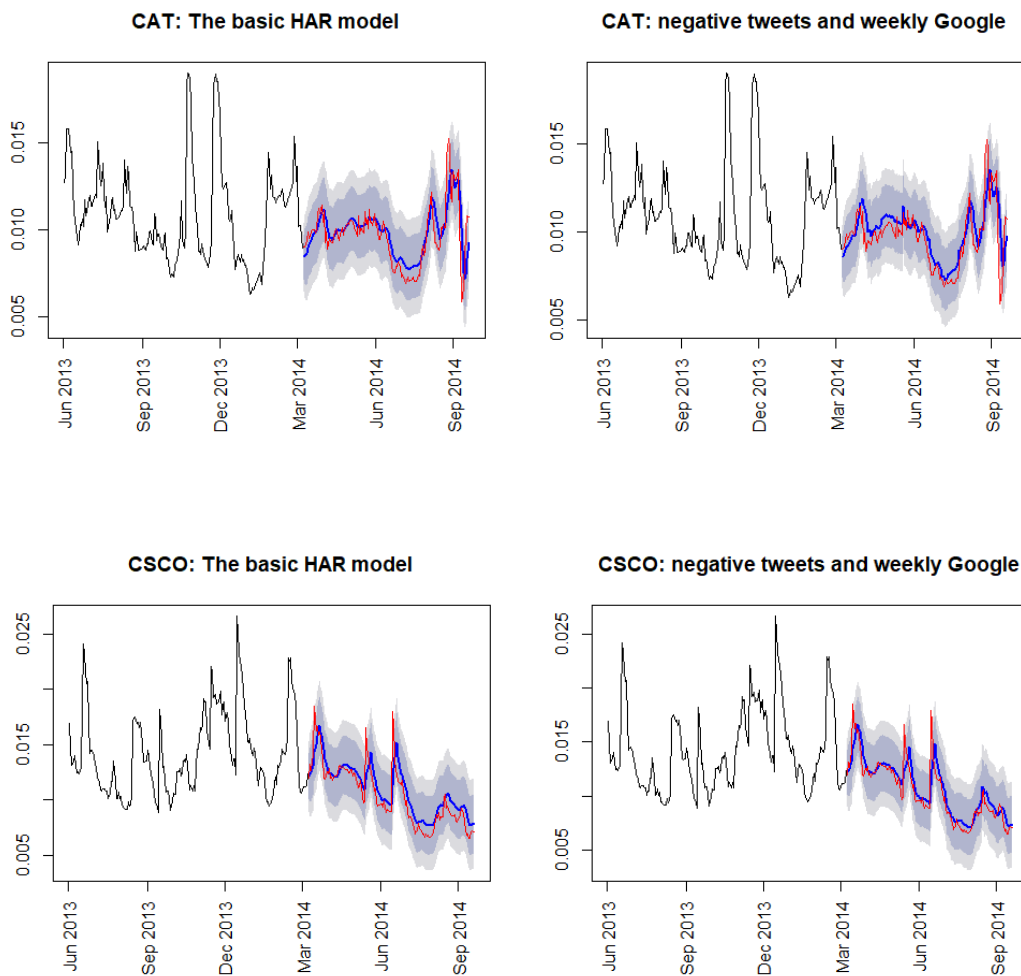 CAT: The basic HAR model
0.015
0.010
0.005
Jun 2013
Sep 2013
Dec 2013
Mar 2014
Jun 2014
Sep 2014
CAT: negative tweets and weekly Google
0.015
0.010
0.005
Jun 2013
Sep 2013
Dec 2013
Mar 2014
Jun 2014
Sep 2014
CSCO: The basic HAR model
0.025
0.015
0.005
Jun 2013
Sep 2013
Dec 2013
Mar 2014
Jun 2014
Sep 2014
CSCO: negative tweets and weekly Google
0.025
0.015
0.005
Jun 2013
Sep 2013
Dec 2013
Mar 2014
Jun 2014
Sep 2014